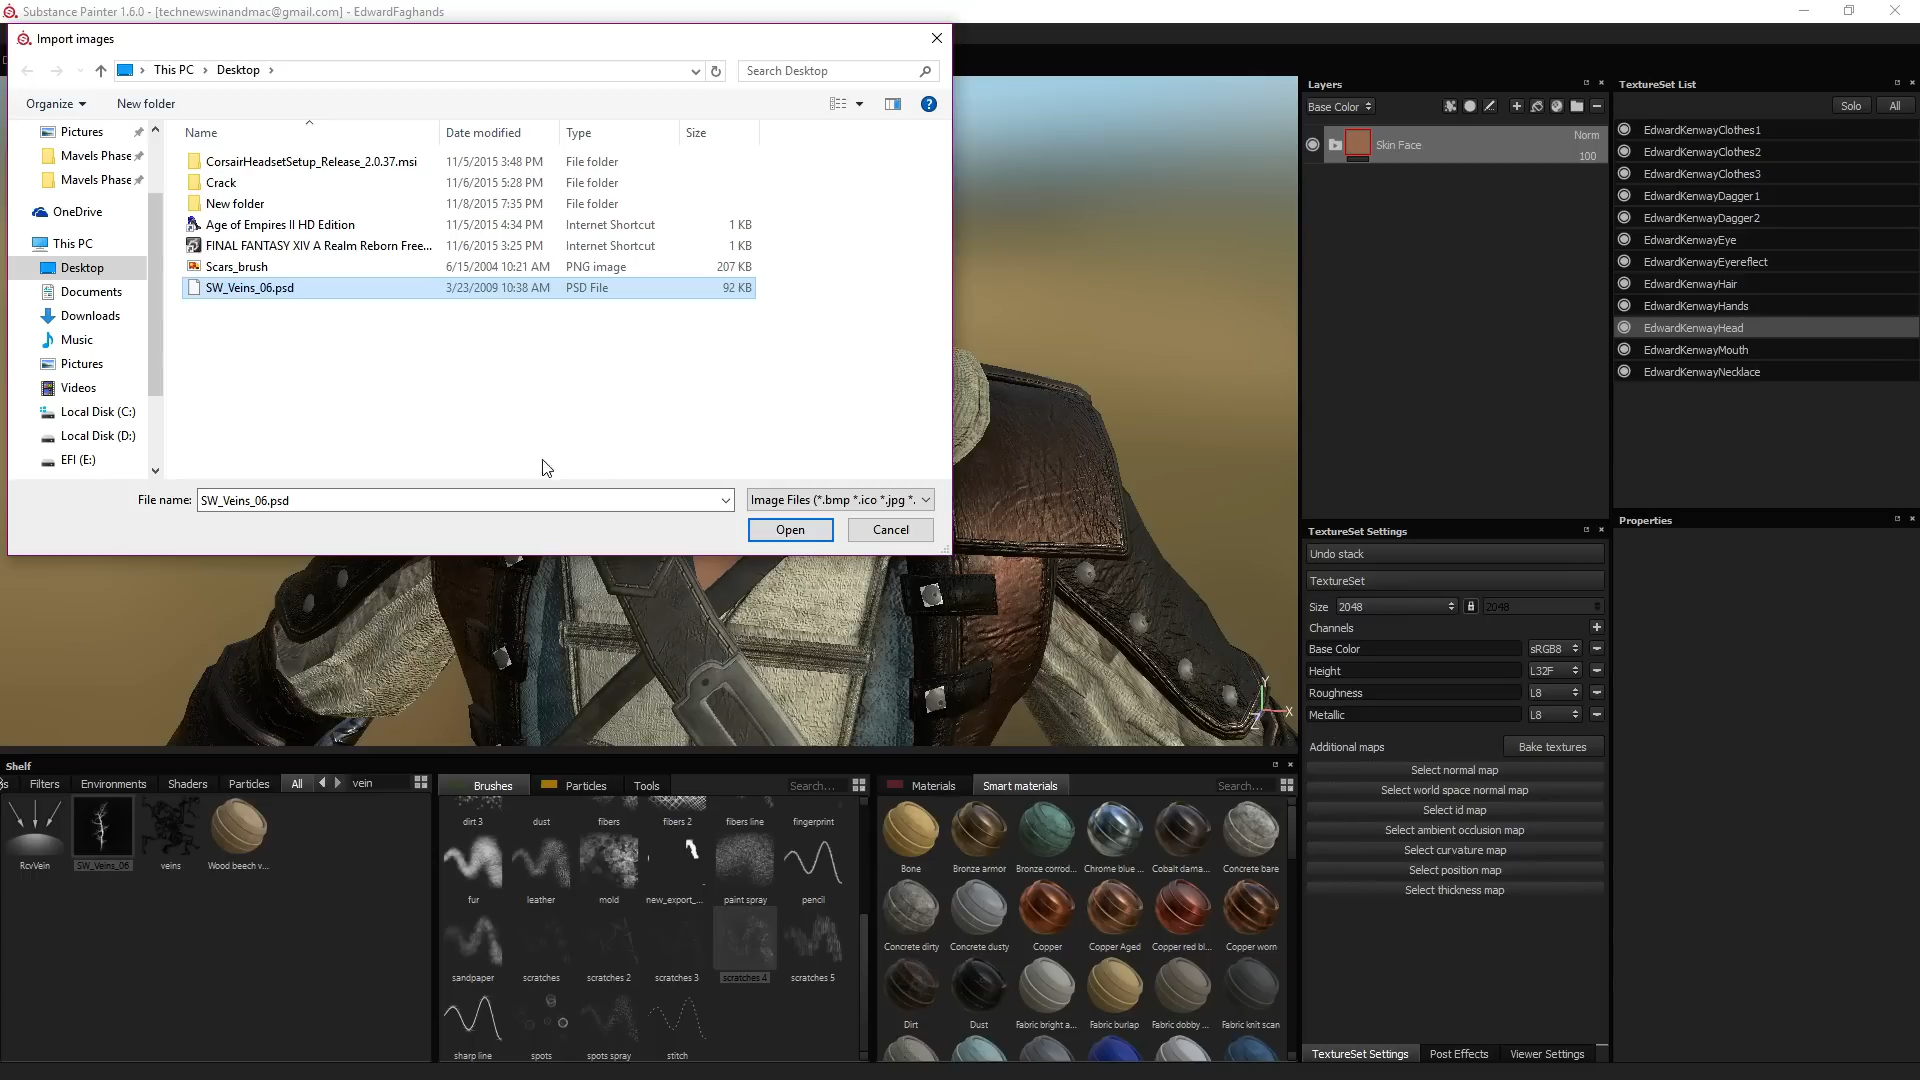 Substance Painter 1.6.0 - [technewswinandmac@gmail.com] - EdwardFaghands
Import images
This PC
Desktop
Search Desktop
Organize
New folder
Name
Date modified
Type
Size
Pictures
Mavels Phase
Mavels Phase
OneDrive
This PC
Desktop
Documents
Downloads
Music
Pictures
Videos
Local Disk (C:)
Local Disk (D:)
EFI (E:)
CorsairHeadsetSetup_Release_2.0.37.msi 11/5/2015 3:48 PM File folder
Crack 11/6/2015 5:28 PM File folder
New folder 11/8/2015 7:35 PM File folder
Age of Empires II HD Edition 11/5/2015 4:34 PM Internet Shortcut 1 KB
FINAL FANTASY XIV A Realm Reborn Free... 11/6/2015 3:25 PM Internet Shortcut 1 KB
Scars_brush 6/15/2004 10:21 AM PNG image 207 KB
SW_Veins_06.psd 3/23/2009 10:38 AM PSD File 92 KB
File name: SW_Veins_06.psd
Image Files (*.bmp *.ico *.jpg *.
Open
Cancel
Layers
Base Color
Skin Face
Norm
100
TextureSet List
Solo
All
EdwardKenwayClothes1
EdwardKenwayClothes2
EdwardKenwayClothes3
EdwardKenwayDagger1
EdwardKenwayDagger2
EdwardKenwayEye
EdwardKenwayEyereflect
EdwardKenwayHair
EdwardKenwayHands
EdwardKenwayHead
EdwardKenwayMouth
EdwardKenwayNecklace
TextureSet Settings
Undo stack
TextureSet
Size 2048 2048
Channels
Base Color sRGB8
Height L32F
Roughness L8
Metallic L8
Additional maps
Bake textures
Select normal map
Select world space normal map
Select id map
Select ambient occlusion map
Select curvature map
Select position map
Select thickness map
TextureSet Settings
Post Effects
Viewer Settings
Properties
Y
X
Z
Shelf
Filters
Environments
Shaders
Particles
All
vein
RcvVein
SW_Veins_06
veins
Wood beech v...
Brushes
Particles
Tools
Search...
dirt 3
dust
fibers
fibers 2
fibers line
fingerprint
fur
leather
mold
new_export_...
paint spray
pencil
sandpaper
scratches
scratches 2
scratches 3
scratches 4
scratches 5
sharp line
spots
spots spray
stitch
Materials
Smart materials
Search...
Bone
Bronze armor
Bronze corrod...
Chrome blue ...
Cobalt dama...
Concrete bare
Concrete dirty
Concrete dusty
Copper
Copper Aged
Copper red bl...
Copper worn
Dirt
Dust
Fabric bright a...
Fabric burlap
Fabric dobby ...
Fabric knit scan